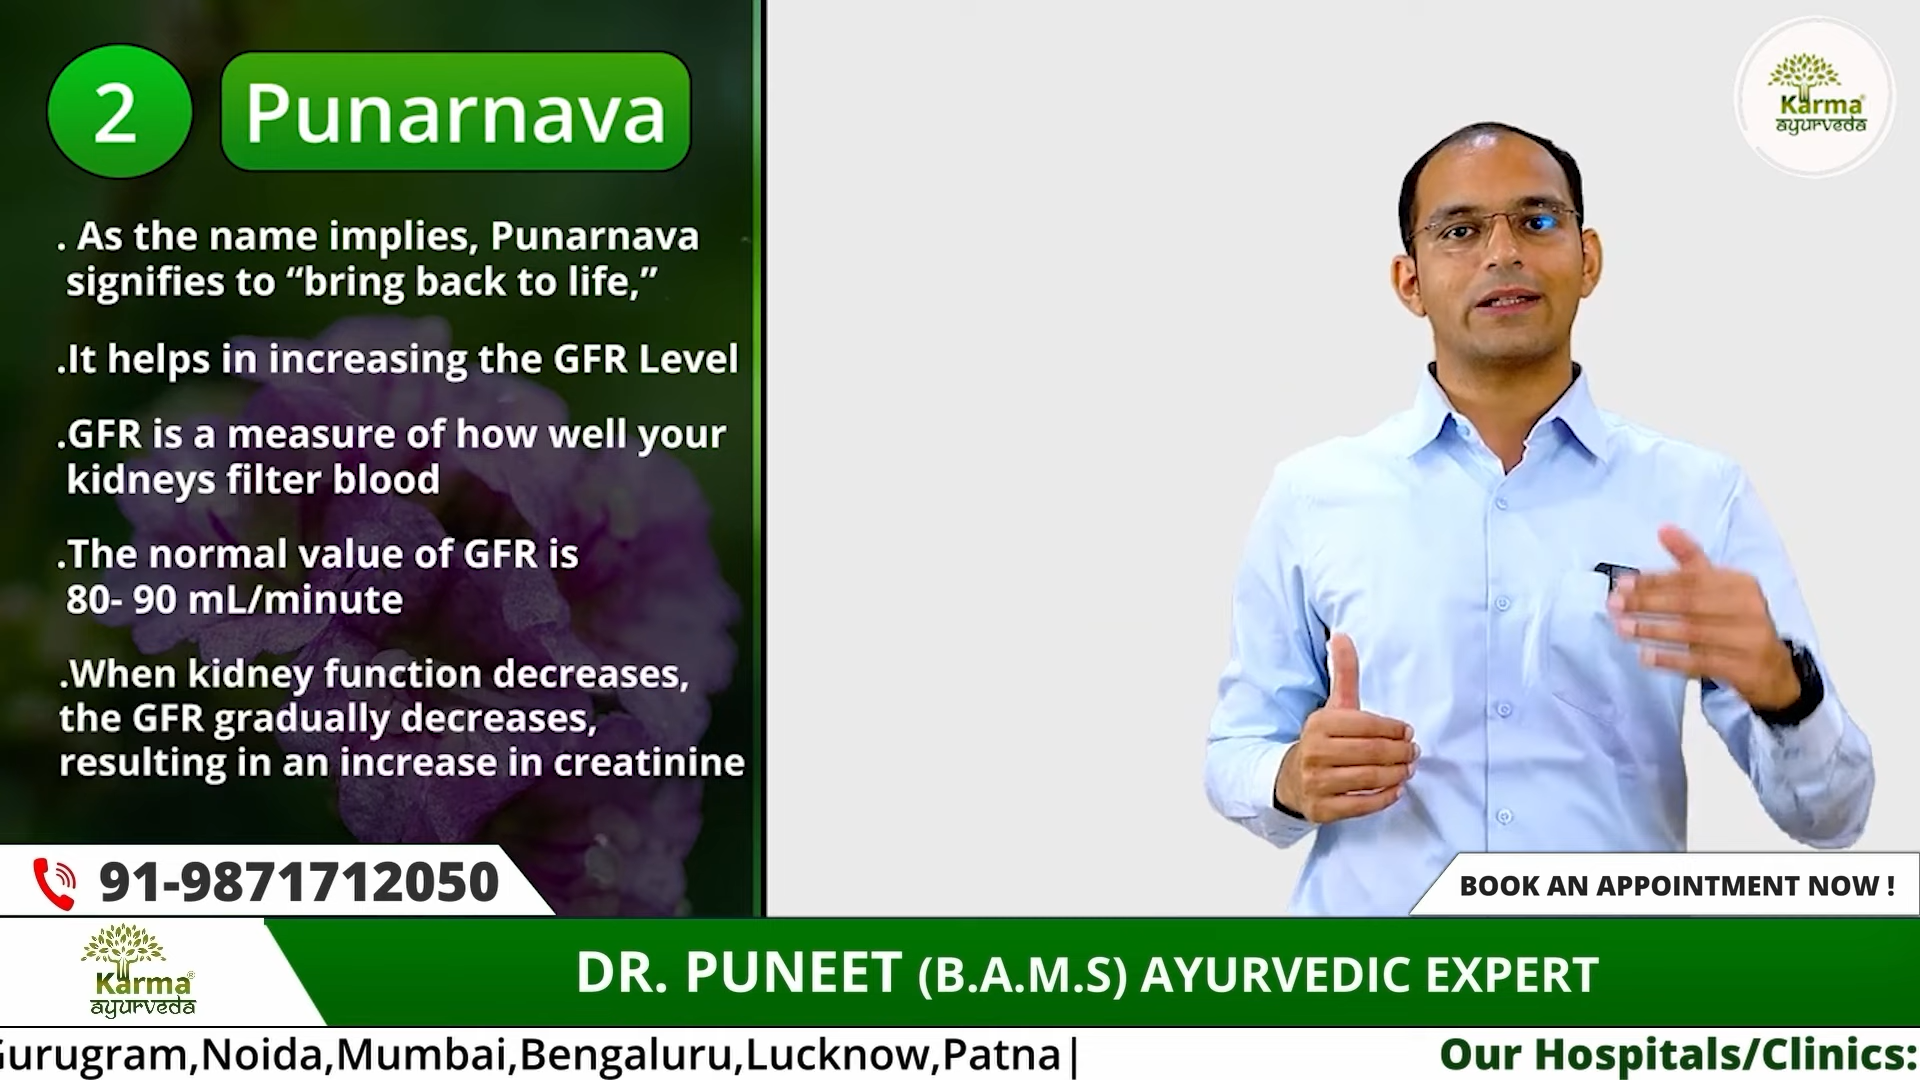 2
Punarnava
. As the name implies, Punarnava
signifies to “bring back to life,”
.It helps in increasing the GFR Level
.GFR is a measure of how well your
kidneys filter blood
.The normal value of GFR is
80- 90 mL/minute
.When kidney function decreases,
the GFR gradually decreases,
resulting in an increase in creatinine
Karma®
ayurveda
91-9871712050
BOOK AN APPOINTMENT NOW !
Karma®
ayurveda
DR. PUNEET (B.A.M.S) AYURVEDIC EXPERT
Gurugram,Noida,Mumbai,Bengaluru,Lucknow,Patna| Our Hospitals/Clinics: